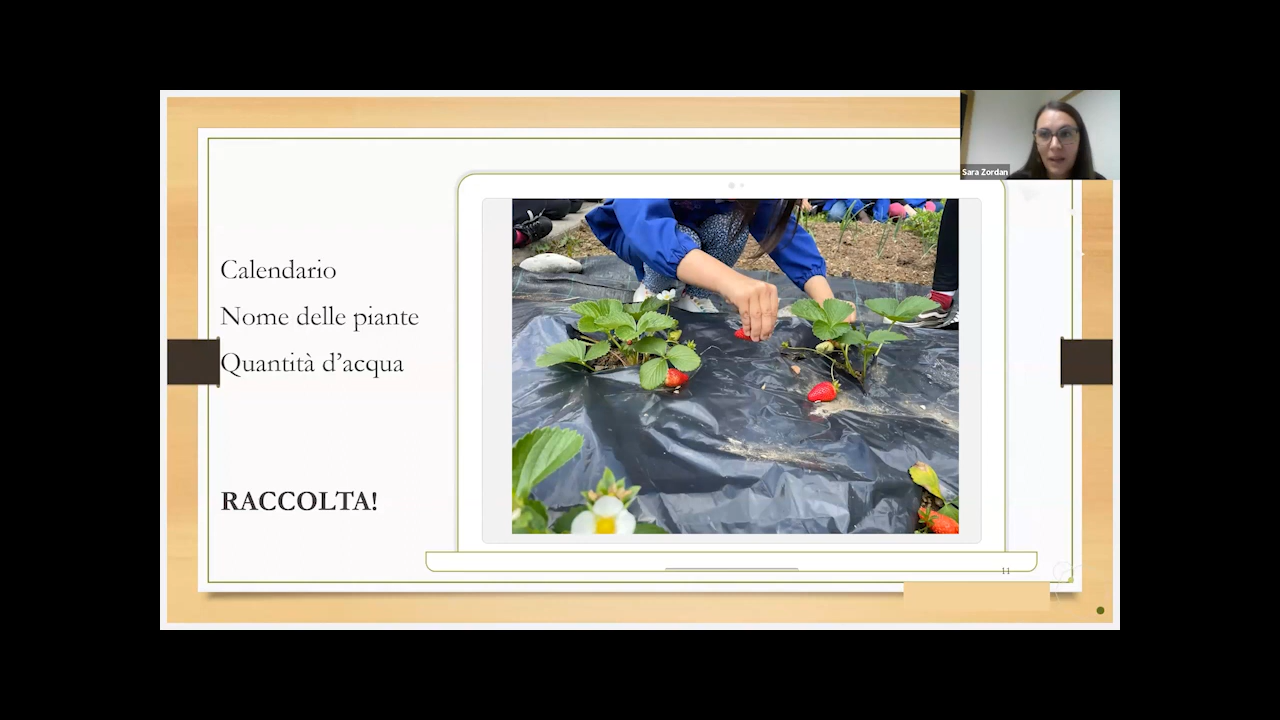 Sara Zordan
Calendario
Nome delle piante
Quantità d’acqua
RACCOLTA!
11